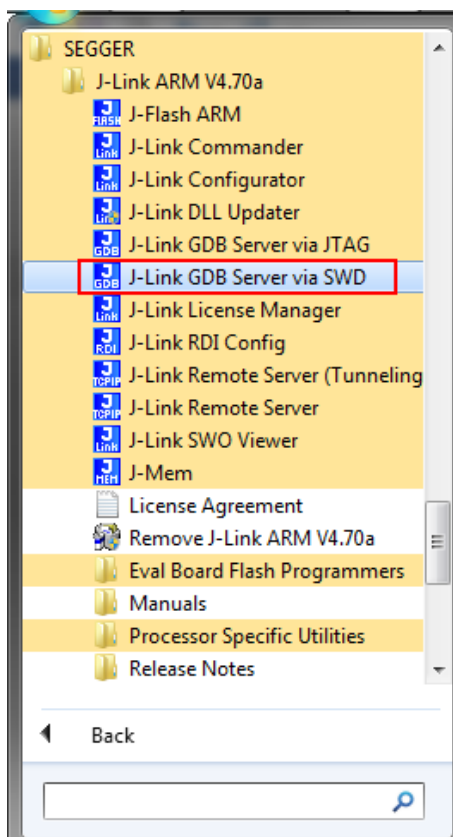 SEGGER
J-Link ARM V4.70a
J-Flash ARM
J-Link Commander
J-Link Configurator
J-Link DLL Updater
J-Link GDB Server via JTAG
J-Link GDB Server via SWD
J-Link License Manager
J-Link RDI Config
J-Link Remote Server (Tunneling
J-Link Remote Server
J-Link SWO Viewer
J-Mem
License Agreement
Remove J-Link ARM V4.70a
Eval Board Flash Programmers
Manuals
Processor Specific Utilities
Release Notes
Back